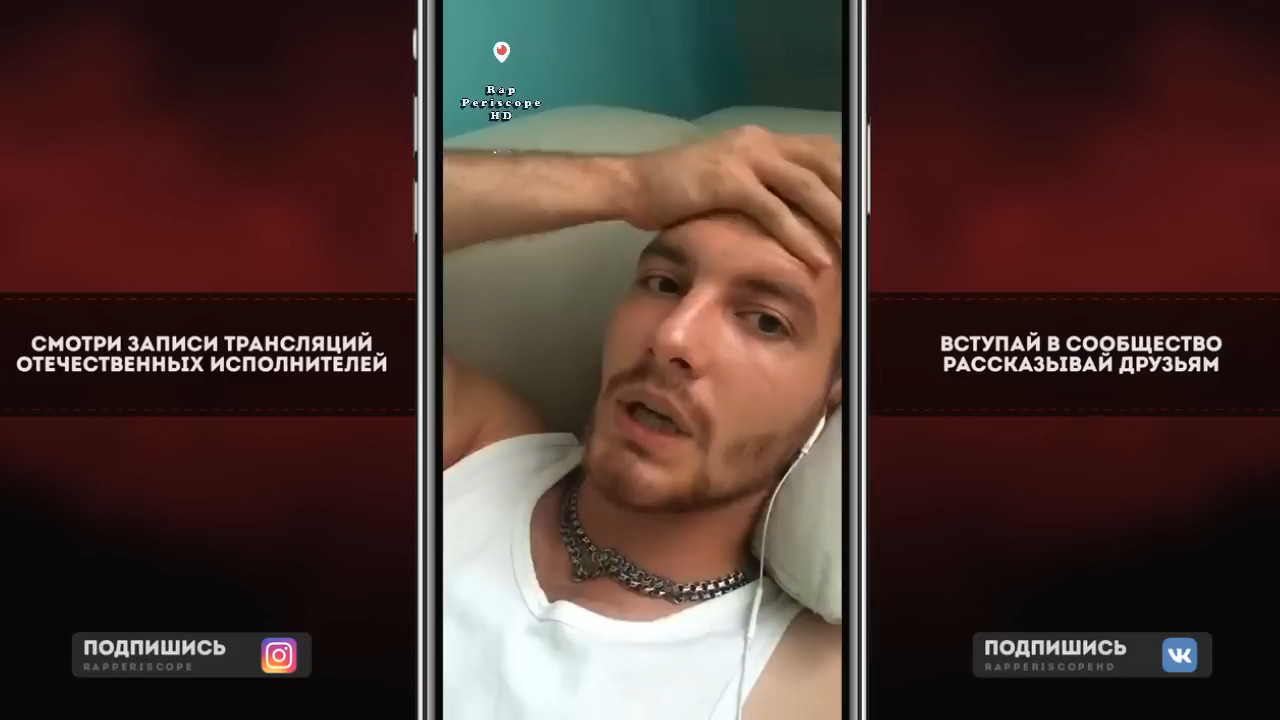 Rap
Periscope
HD
СМОТРИ ЗАПИСИ ТРАНСЛЯЦИЙ
ОТЕЧЕСТВЕННЫХ ИСПОЛНИТЕЛЕЙ
ВСТУПАЙ В СООБЩЕСТВО
РАССКАЗЫВАЙ ДРУЗЬЯМ
ПОДПИШИСЬ
RAPPERISCOPE
ПОДПИШИСЬ
RAPPERISCOPEHD